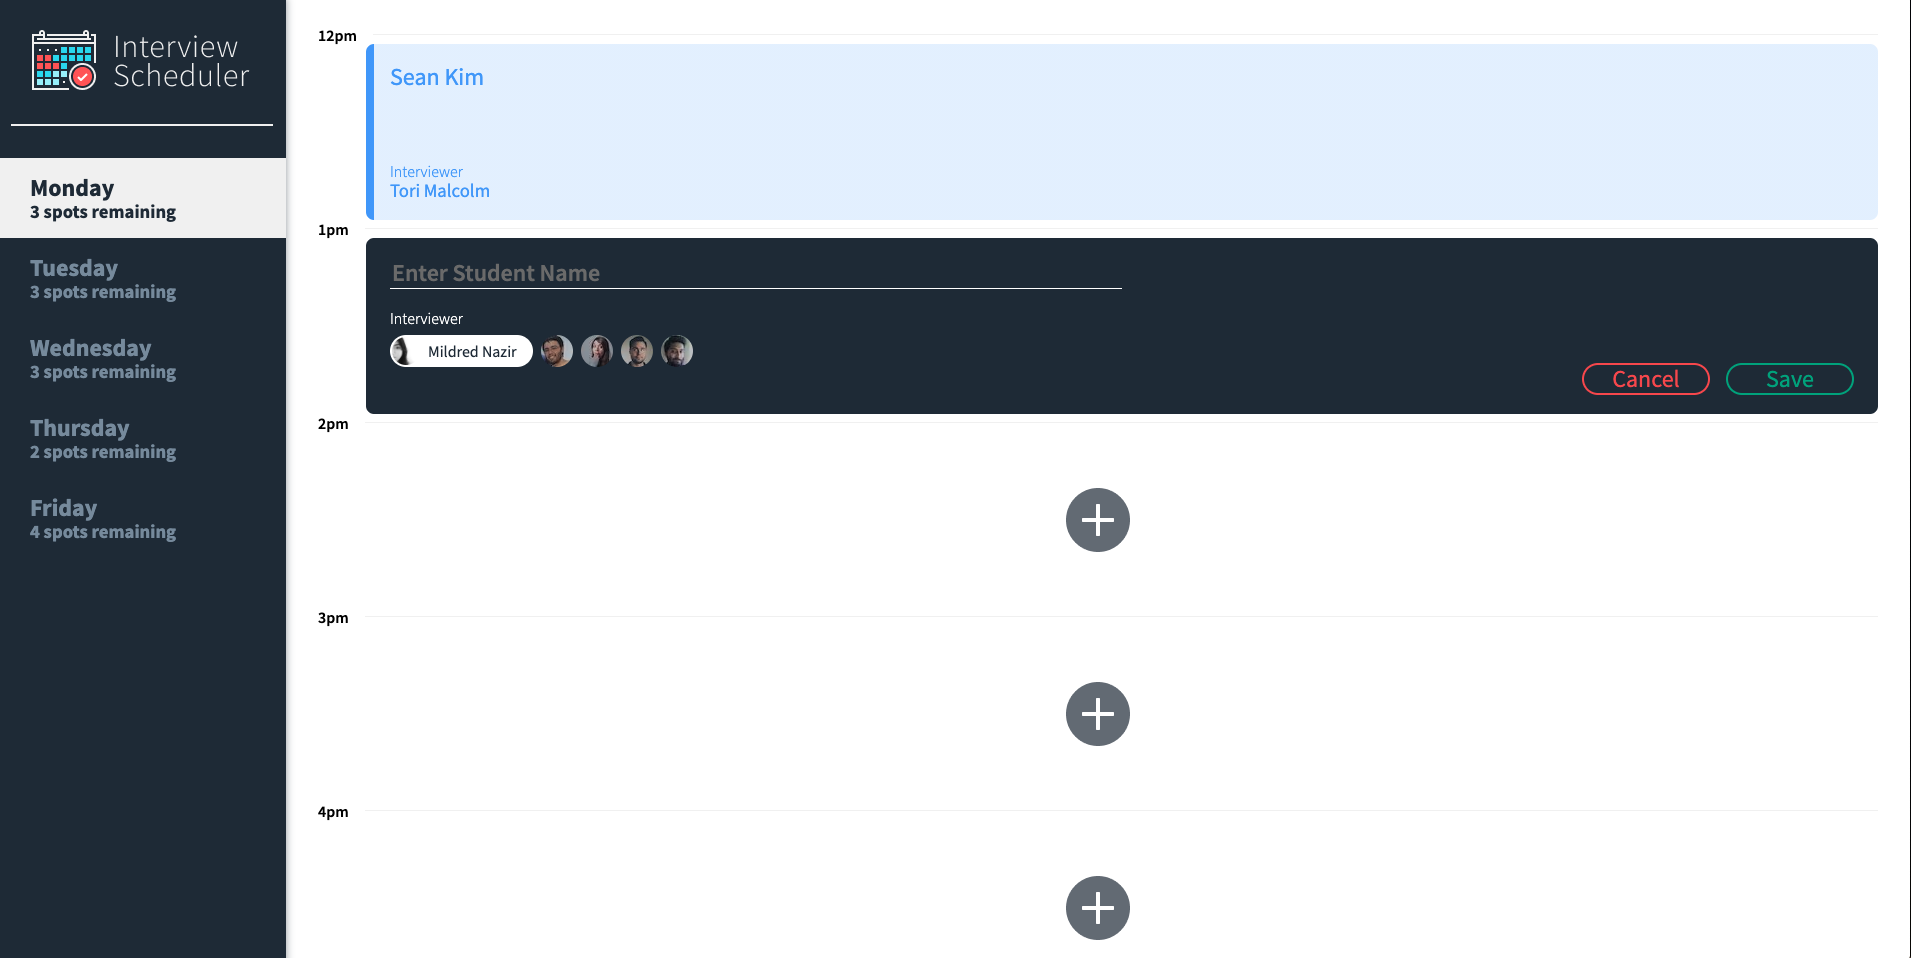 Interview
Scheduler
Monday
3 spots remaining
Tuesday
3 spots remaining
Wednesday
3 spots remaining
Thursday
2 spots remaining
Friday
4 spots remaining
12pm
Sean Kim
Interviewer
Tori Malcolm
1pm
Enter Student Name
Interviewer
Mildred Nazir
Cancel
Save
2pm
3pm
4pm